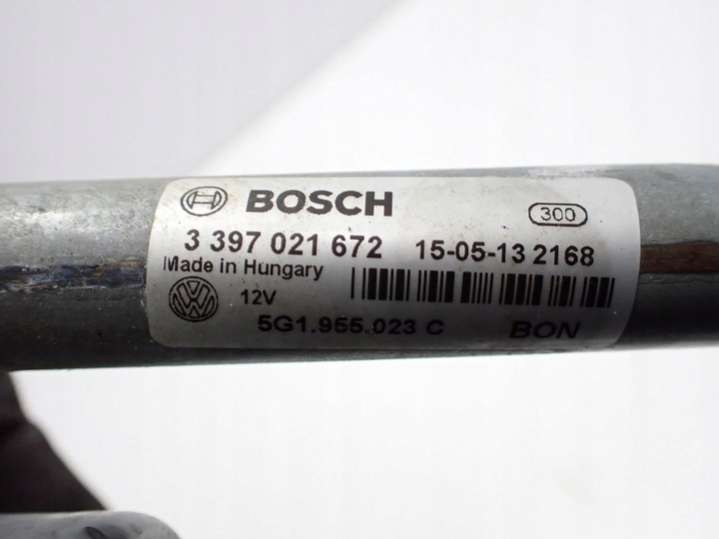 BOSCH 300
3 397 021 672 15-05-13 2168
Made in Hungary
12V
5G1.955.023 C BON